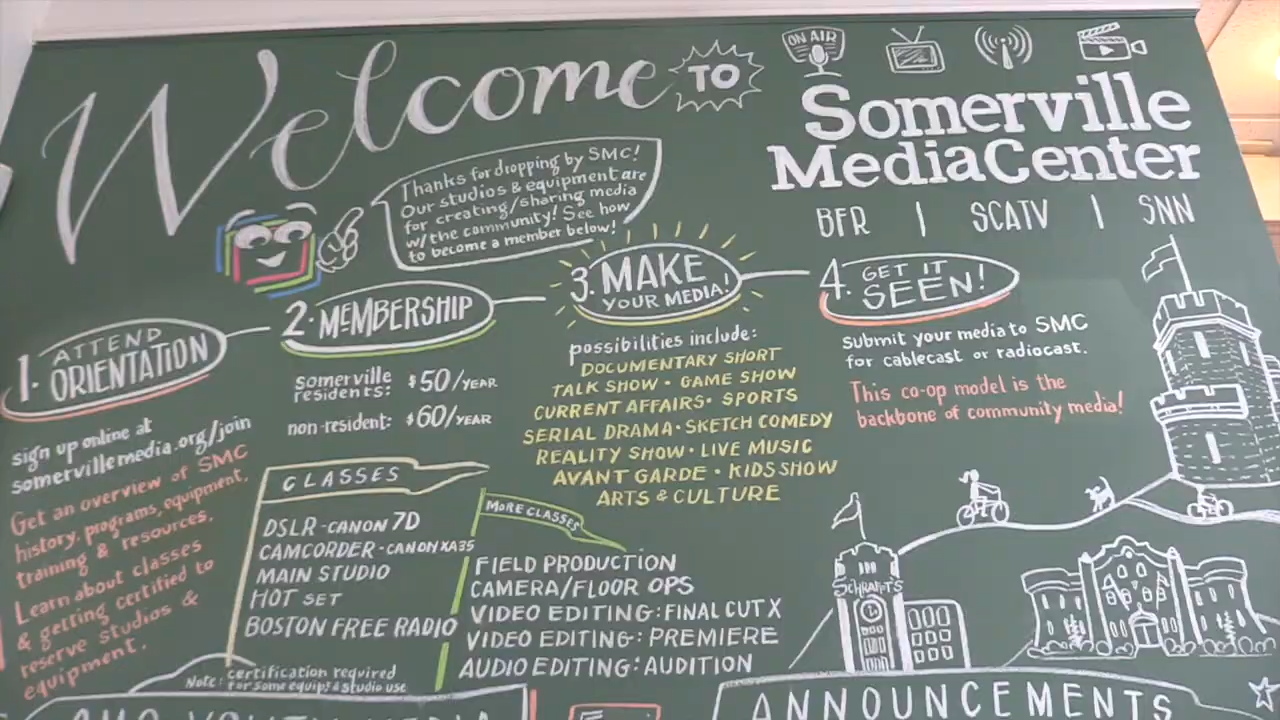 Welcome TO
ON AIR
Somerville
MediaCenter
BFR | SCATV | SNN
Thanks for dropping by SMC!
Our studios & equipment are
for creating/sharing media
w/ the community! See how
to become a member below!
1. ATTEND
ORIENTATION
sign up online at
somervillemedia.org/join
Get an overview of SMC
history, programs, equipment,
training & resources.
Learn about classes
& getting certified to
reserve studios &
equipment.
2. MEMBERSHIP
somerville
residents: $50/YEAR
non-resident: $60/YEAR
CLASSES
DSLR-CANON 7D
CAMCORDER-CANON XA35
MAIN STUDIO
HOT SET
BOSTON FREE RADIO
Note: certification required
for some equip & studio use
MORE CLASSES
FIELD PRODUCTION
CAMERA/FLOOR OPS
VIDEO EDITING: FINAL CUT X
VIDEO EDITING: PREMIERE
AUDIO EDITING: AUDITION
3. MAKE
YOUR MEDIA!
possibilities include:
DOCUMENTARY SHORT
TALK SHOW • GAME SHOW
CURRENT AFFAIRS • SPORTS
SERIAL DRAMA • SKETCH COMEDY
REALITY SHOW • LIVE MUSIC
AVANT GARDE • KIDS SHOW
ARTS & CULTURE
4. GET IT
SEEN!
Submit your media to SMC
for cablecast or radiocast.
This co-op model is the
backbone of community media!
SCHRAFFT'S
ANNOUNCEMENTS